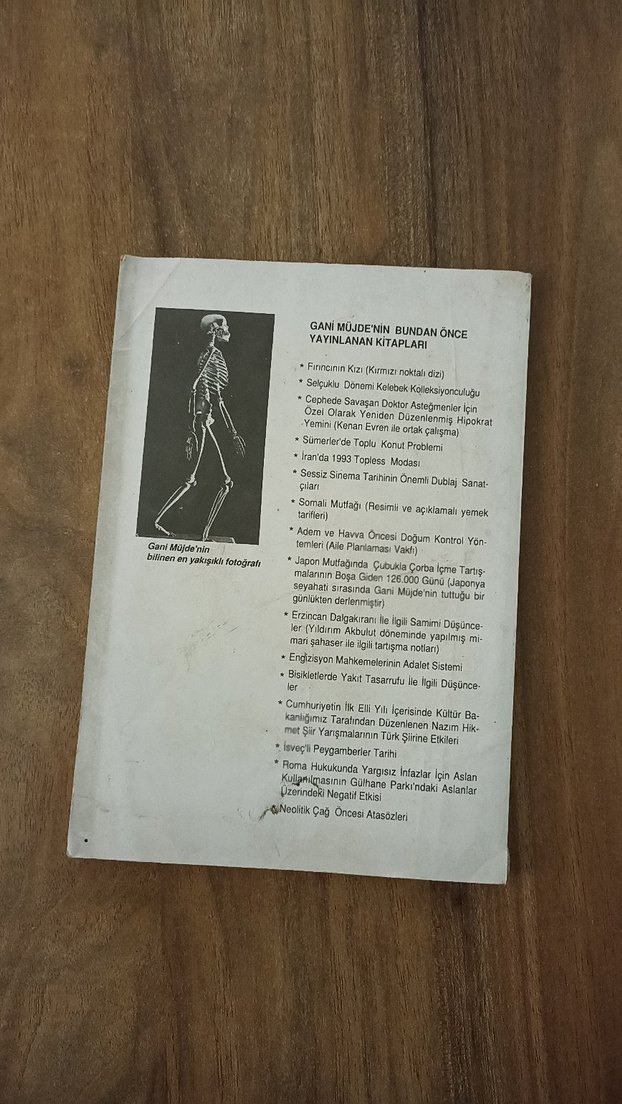 GANİ MÜJDE'NİN BUNDAN ÖNCE
YAYINLANAN KİTAPLARI
* Fırıncının Kızı (Kırmızı noktalı dizi)
* Selçuklu Dönemi Kelebek Kolleksiyonculuğu
* Cephede Savaşan Doktor Asteğmenler İçin
Özel Olarak Yeniden Düzenlenmiş Hipokrat
Yemini (Kenan Evren ile ortak çalışma)
* Sümerler'de Toplu Konut Problemi
* İran'da 1993 Topless Modası
* Sessiz Sinema Tarihinin Önemli Dublaj Sanat-
çıları
* Somali Mutfağı (Resimli ve açıklamalı yemek
tarifleri)
* Adem ve Havva Öncesi Doğum Kontrol Yön-
temleri (Aile Planlaması Vakfı)
* Japon Mutfağında Çubukla Çorba İçme Tartış-
malarının Boşa Giden 126.000 Günü (Japonya
seyahati sırasında Gani Müjde'nin tuttuğu bir
günlükten derlenmiştir)
* Erzincan Dalgakıranı İle İlgili Samimi Düşünce-
ler (Yıldırım Akbulut döneminde yapılmış mi-
mari şahaser ile ilgili tartışma notları)
* Engizisyon Mahkemelerinin Adalet Sistemi
* Bisikletlerde Yakıt Tasarrufu İle İlgili Düşünce-
ler
* Cumhuriyetin İlk Elli Yılı İçerisinde Kültür Ba-
kanlığımız Tarafından Düzenlenen Nazım Hik-
met Şiir Yarışmalarının Türk Şiirine Etkileri
* İsveç'li Peygamberler Tarihi
* Roma Hukukunda Yargısız İnfazlar İçin Aslan
Kullanılmasının Gülhane Parkı'ndaki Aslanlar
Üzerindeki Negatif Etkisi
* Neolitik Çağ Öncesi Atasözleri
Gani Müjde'nin
bilinen en yakışıklı fotoğrafı